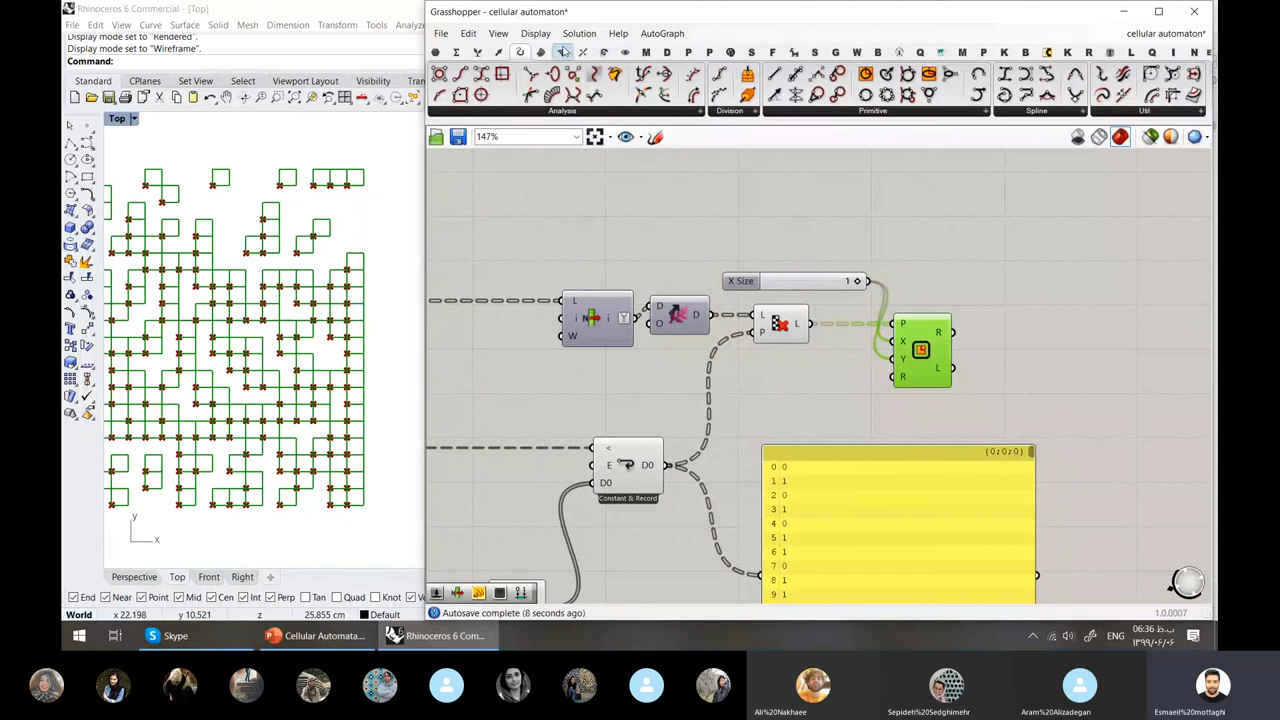 Rhinoceros 6 Commercial - [Top]
File Edit View Curve Surface Solid Mesh Dimension Transform Tools Analyze
Display mode set to "Rendered".
Display mode set to "Wireframe".
Command:
Standard CPlanes Set View Select Viewport Layout Visibility Tran
Top
y
x
Perspective Top Front Right
End Near Point Mid Cen Int Perp Tan Quad Knot
World x 22.198 y 10.521 z 25.855 cm Default
Grasshopper - cellular automaton*
File Edit View Display Solution Help AutoGraph
cellular automaton*
Analysis Division Primitive Spline Util
147%
X Size 1
L
i N i
W
D
O D
L
P L
P
X
Y
R
R
L
<
E
D0 D0
Constant & Record
{0;0;0}
0 0
1 1
2 0
3 1
4 0
5 1
6 1
7 0
8 1
9 1
Autosave complete (8 seconds ago)
1.0.0007
Skype
Cellular Automata...
Rhinoceros 6 Com...
ENG
06:36 ب.ظ
۱۳۹۹/۰۶/۰۶
Ali%20Nakhaee
Sepideh%20Sedghimehr
Aram%20Alizadegan
Esmaeil%20mottaghi